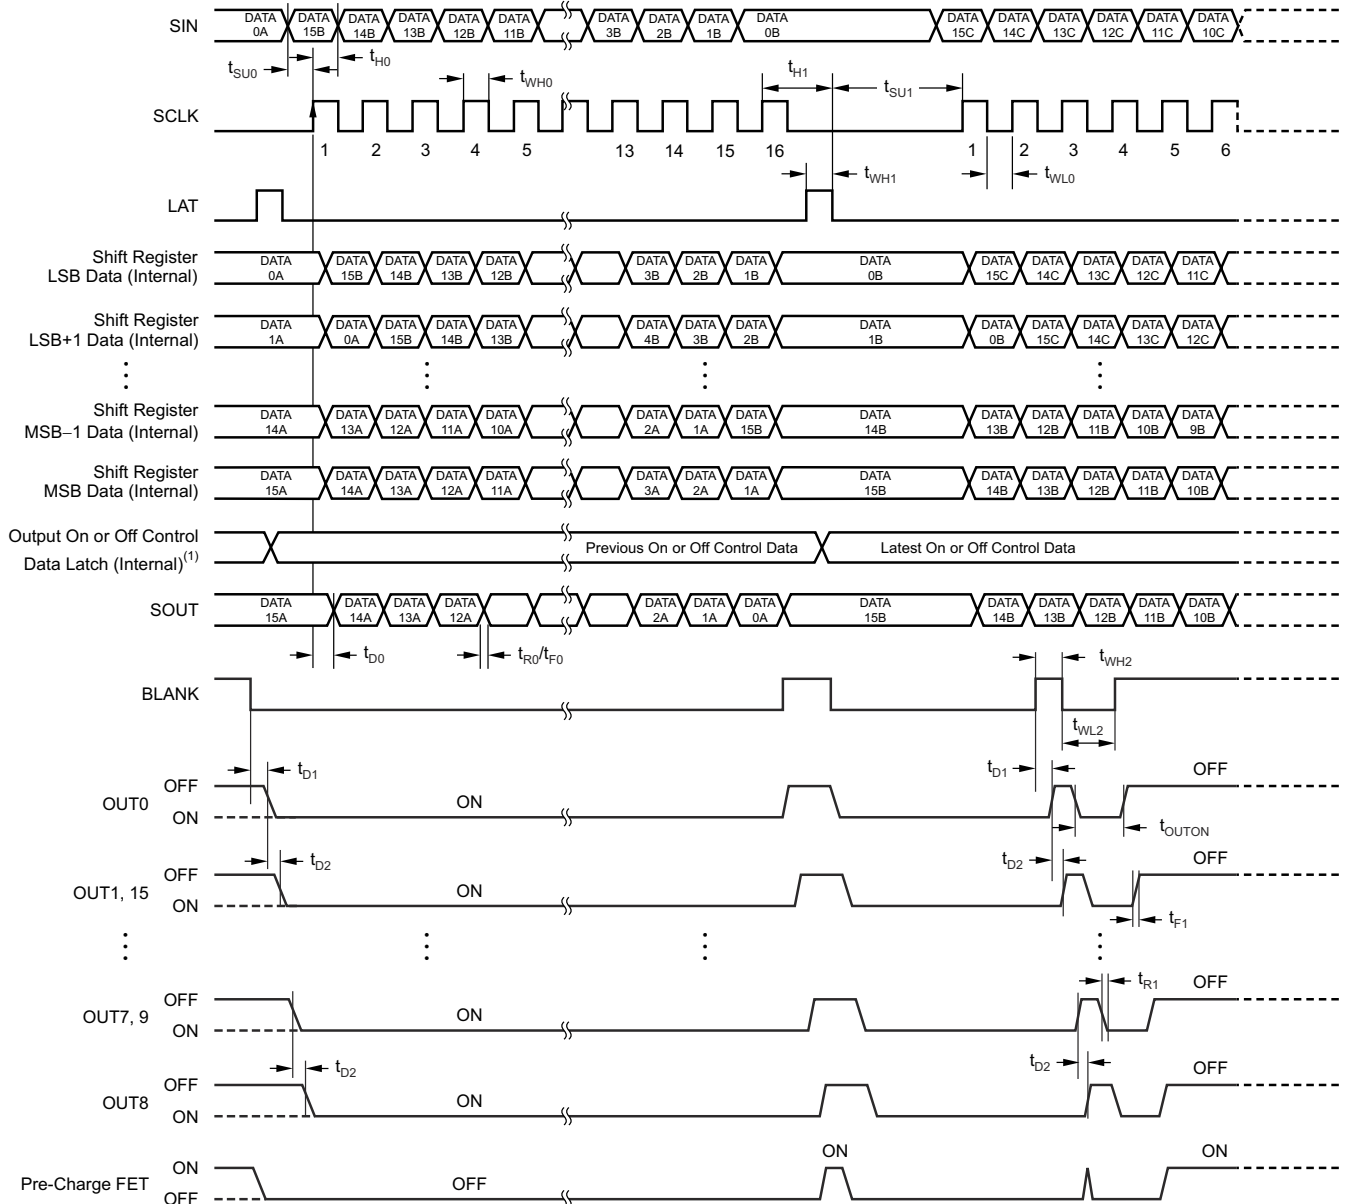 SIN DATA 0A DATA 15B DATA 14B DATA 13B DATA 12B DATA 11B DATA 3B DATA 2B DATA 1B DATA 0B DATA 15C DATA 14C DATA 13C DATA 12C DATA 11C DATA 10C
tSU0 tH0 tWH0 tH1 tSU1
SCLK
1 2 3 4 5 13 14 15 16 1 2 3 4 5 6
tWH1 tWL0
LAT
Shift Register
LSB Data (Internal)
DATA 0A DATA 15B DATA 14B DATA 13B DATA 12B DATA 3B DATA 2B DATA 1B DATA 0B DATA 15C DATA 14C DATA 13C DATA 12C DATA 11C
Shift Register
LSB+1 Data (Internal)
DATA 1A DATA 0A DATA 15B DATA 14B DATA 13B DATA 4B DATA 3B DATA 2B DATA 1B DATA 0B DATA 15C DATA 14C DATA 13C DATA 12C
Shift Register
MSB–1 Data (Internal)
DATA 14A DATA 13A DATA 12A DATA 11A DATA 10A DATA 2A DATA 1A DATA 15B DATA 14B DATA 13B DATA 12B DATA 11B DATA 10B DATA 9B
Shift Register
MSB Data (Internal)
DATA 15A DATA 14A DATA 13A DATA 12A DATA 11A DATA 3A DATA 2A DATA 1A DATA 15B DATA 14B DATA 13B DATA 12B DATA 11B DATA 10B
Output On or Off Control
Data Latch (Internal)(1)
Previous On or Off Control Data Latest On or Off Control Data
SOUT DATA 15A DATA 14A DATA 13A DATA 12A DATA 2A DATA 1A DATA 0A DATA 15B DATA 14B DATA 13B DATA 12B DATA 11B DATA 10B
tD0 tR0/tF0 tWH2
BLANK
tWL2
tD1 tD1
OFF OFF
OUT0 ON
ON
tOUTON
tD2 tD2
OFF OFF
OUT1, 15 ON
ON
tF1
tR1
OFF OFF
OUT7, 9 ON
ON
tD2 tD2
OFF OFF
OUT8 ON
ON
ON ON
ON
Pre-Charge FET OFF
OFF